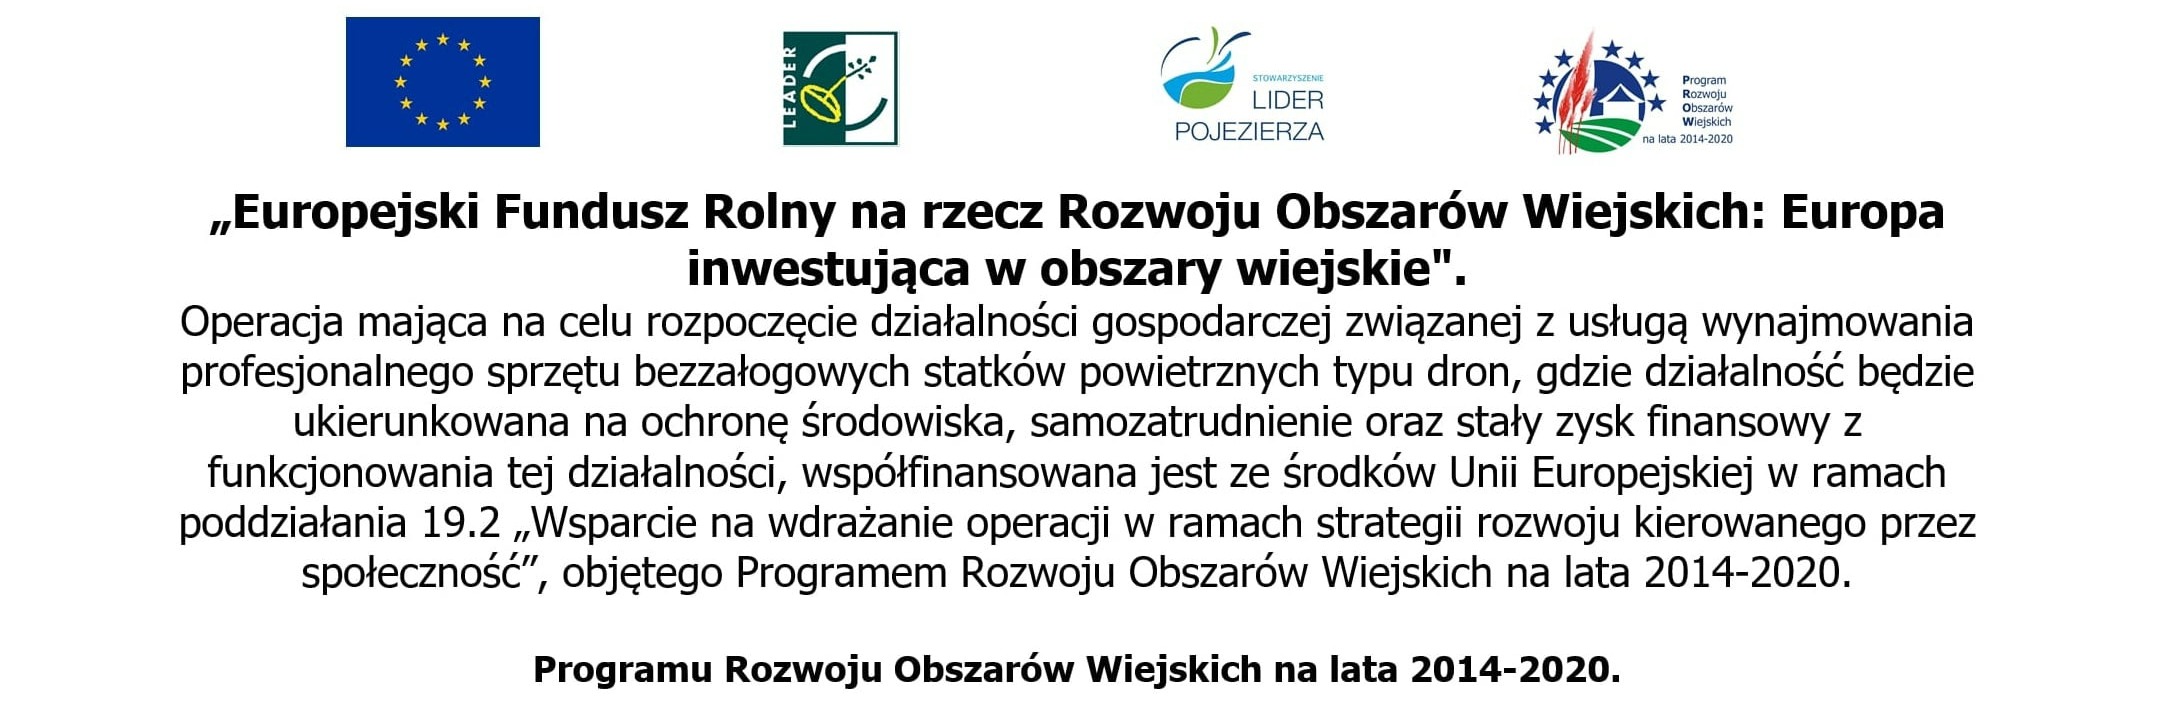 LEADER
STOWARZYSZENIE
LIDER
POJEZIERZA
Program
Rozwoju
Obszarów
Wiejskich
na lata 2014-2020
„Europejski Fundusz Rolny na rzecz Rozwoju Obszarów Wiejskich: Europa
inwestująca w obszary wiejskie".
Operacja mająca na celu rozpoczęcie działalności gospodarczej związanej z usługą wynajmowania
profesjonalnego sprzętu bezzałogowych statków powietrznych typu dron, gdzie działalność będzie
ukierunkowana na ochronę środowiska, samozatrudnienie oraz stały zysk finansowy z
funkcjonowania tej działalności, współfinansowana jest ze środków Unii Europejskiej w ramach
poddziałania 19.2 „Wsparcie na wdrażanie operacji w ramach strategii rozwoju kierowanego przez
społeczność”, objętego Programem Rozwoju Obszarów Wiejskich na lata 2014-2020.
Programu Rozwoju Obszarów Wiejskich na lata 2014-2020.